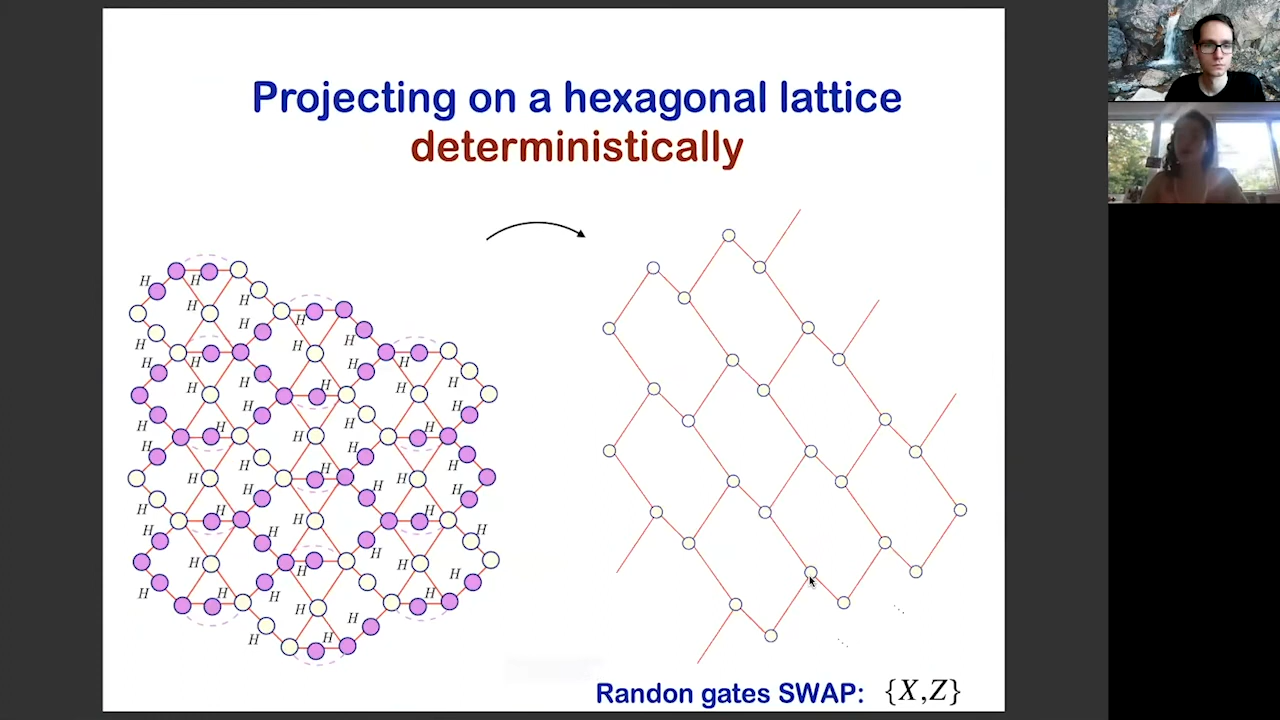 Projecting on a hexagonal lattice
deterministically
H H H H H H H H H H H H H H H H H H H H H H H H H H H H H H H H H H H H H H H H H H H H H H H H H H
Randon gates SWAP: {X,Z}